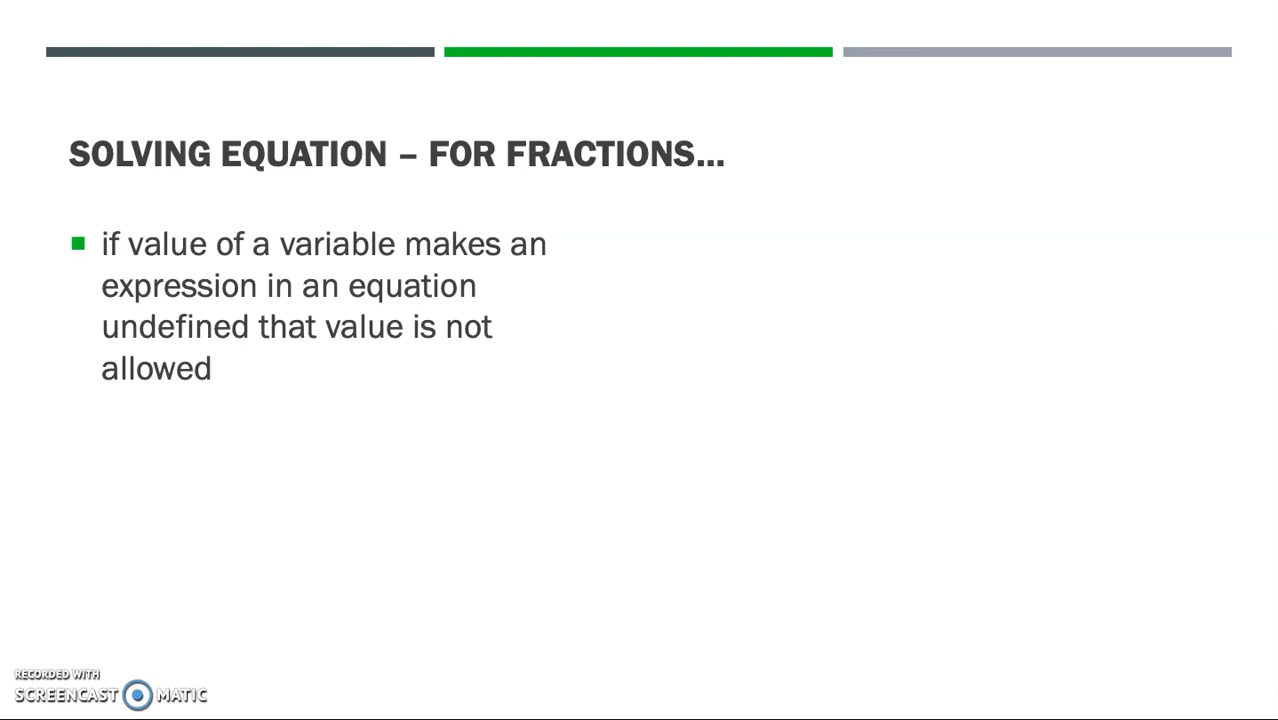 SOLVING EQUATION – FOR FRACTIONS...
if value of a variable makes an
expression in an equation
undefined that value is not
allowed
RECORDED WITH
SCREENCAST MATIC